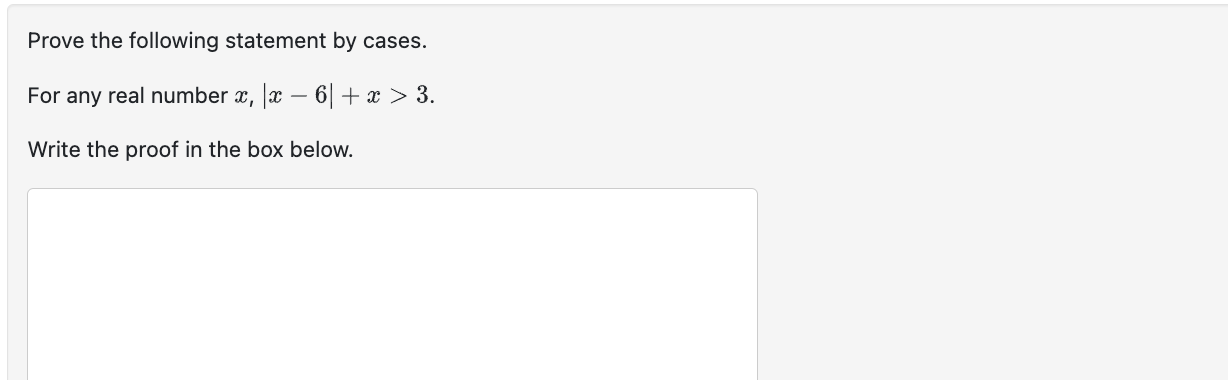 Prove the following statement by cases.
For any real number x, |x − 6| + x > 3.
Write the proof in the box below.